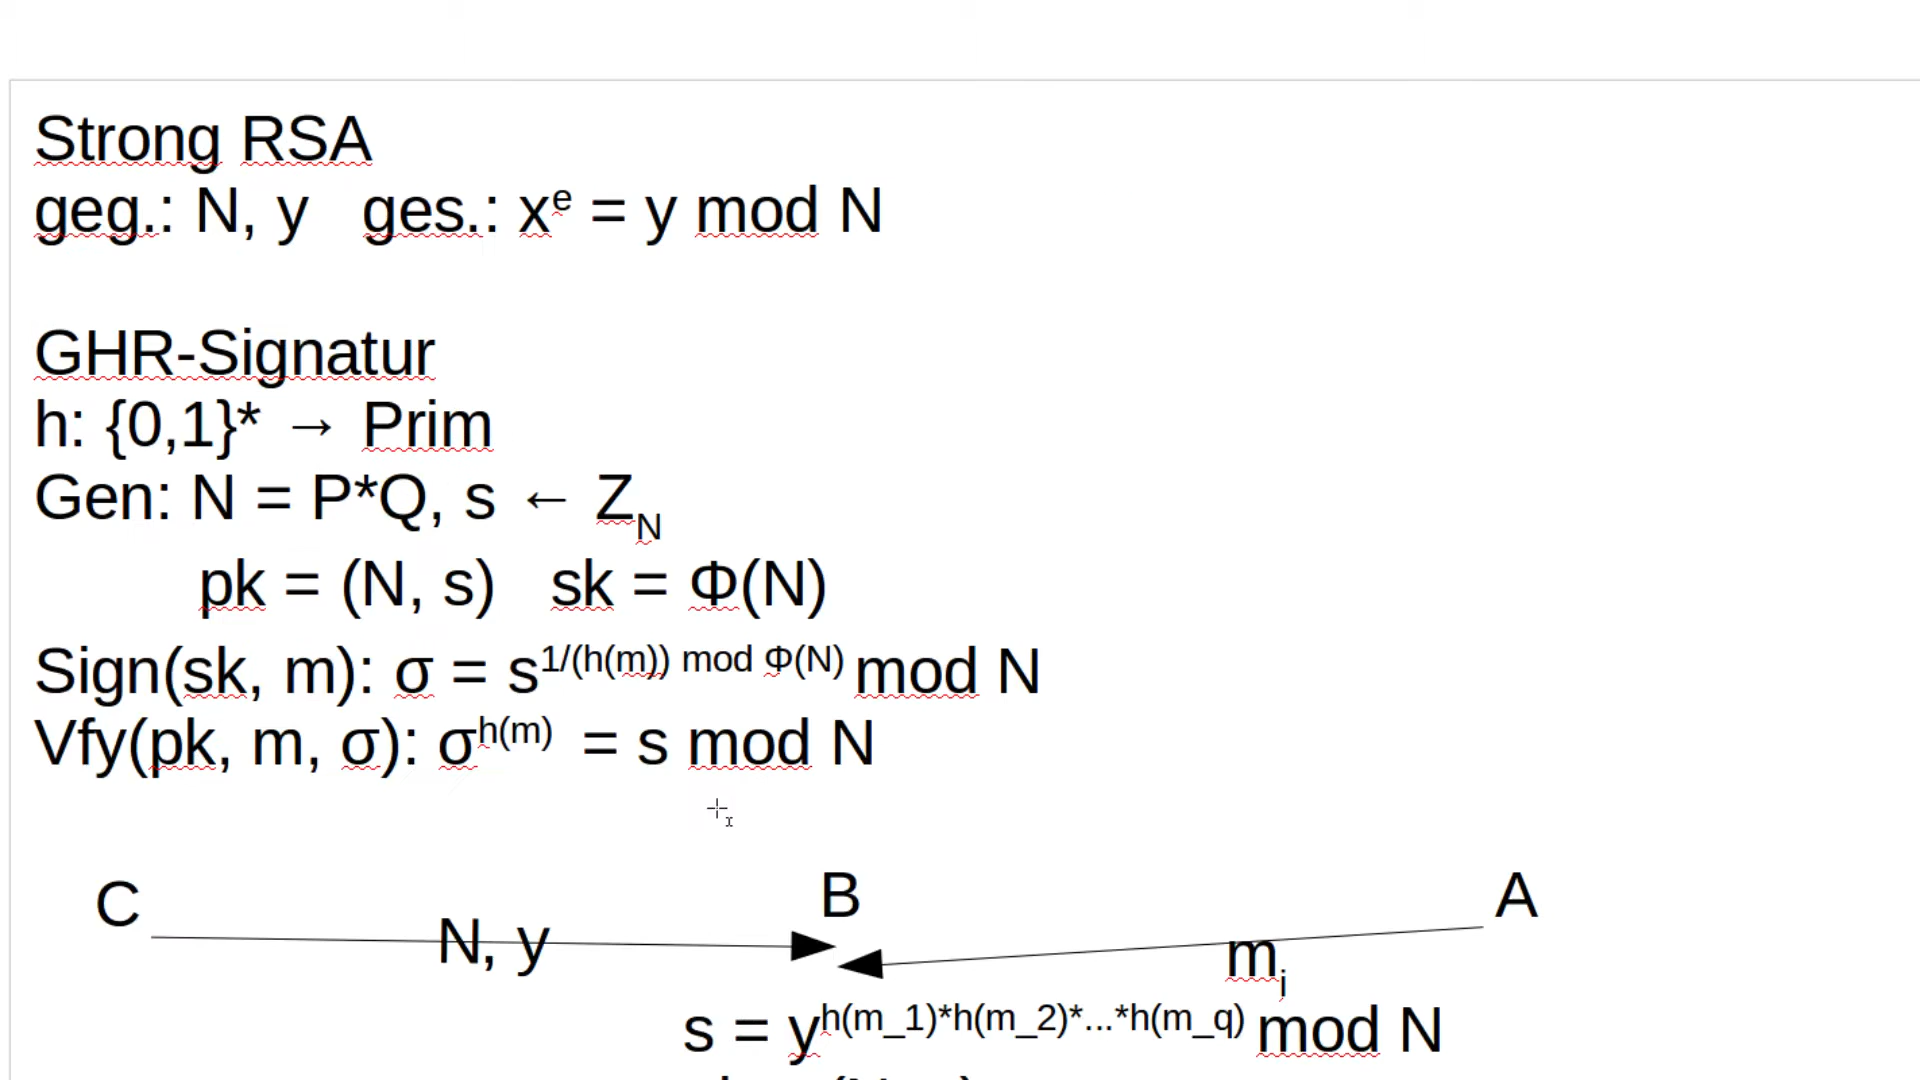 Strong RSA
geg.: N, y ges.: xᵉ = y mod N
GHR-Signatur
h: {0,1}* → Prim
Gen: N = P*Q, s ← Z_N
pk = (N, s) sk = Φ(N)
Sign(sk, m): σ = s^1/(h(m)) mod Φ(N) mod N
Vfy(pk, m, σ): σ^h(m) = s mod N
C B A
N, y m_i
s = y^h(m_1)*h(m_2)*...*h(m_q) mod N